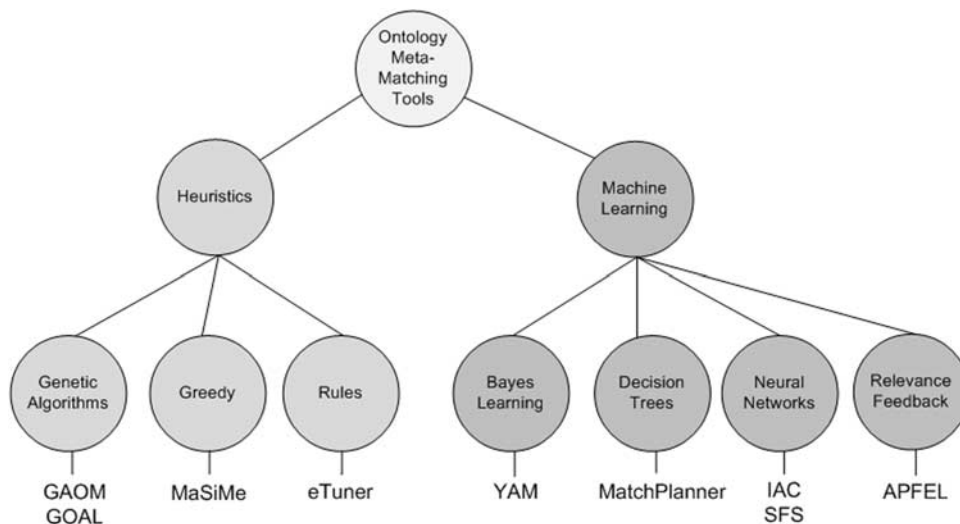 Ontology
Meta-
Matching
Tools
Heuristics
Machine
Learning
Genetic
Algorithms
Greedy
Rules
Bayes
Learning
Decision
Trees
Neural
Networks
Relevance
Feedback
GAOM
GOAL
MaSiMe
eTuner
YAM
MatchPlanner
IAC
SFS
APFEL